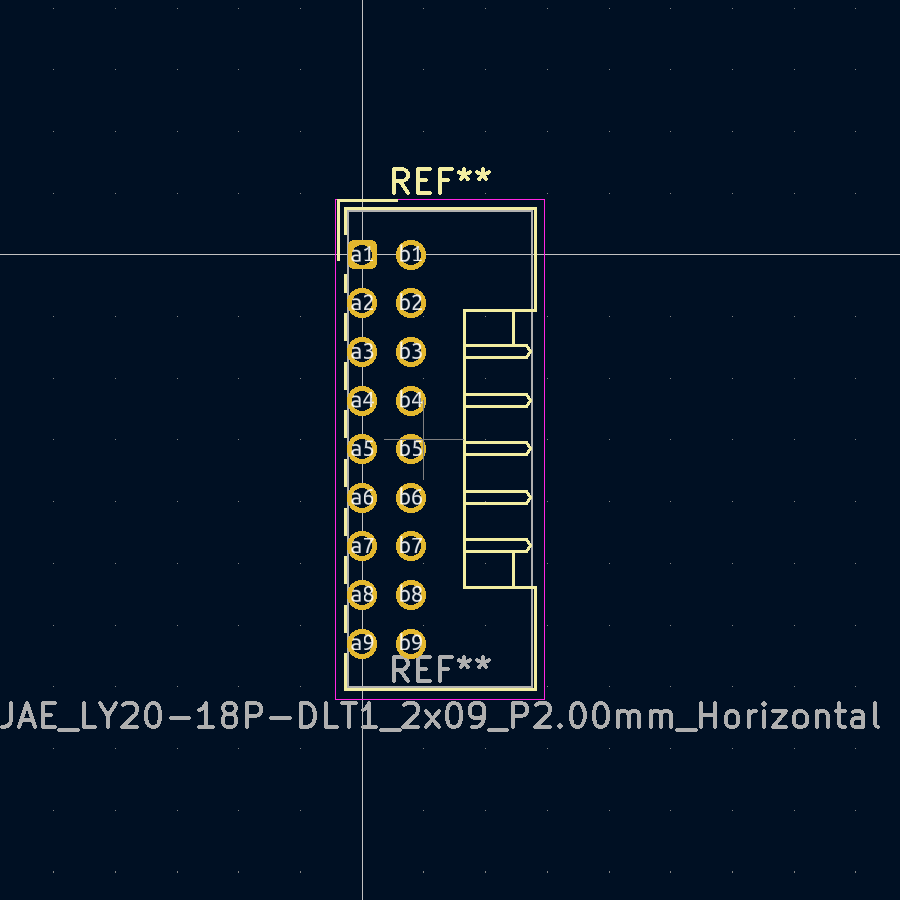 REF**
a1 b1
a2 b2
a3 b3
a4 b4
a5 b5
a6 b6
a7 b7
a8 b8
a9 b9
REF**
JAE_LY20-18P-DLT1_2x09_P2.00mm_Horizontal